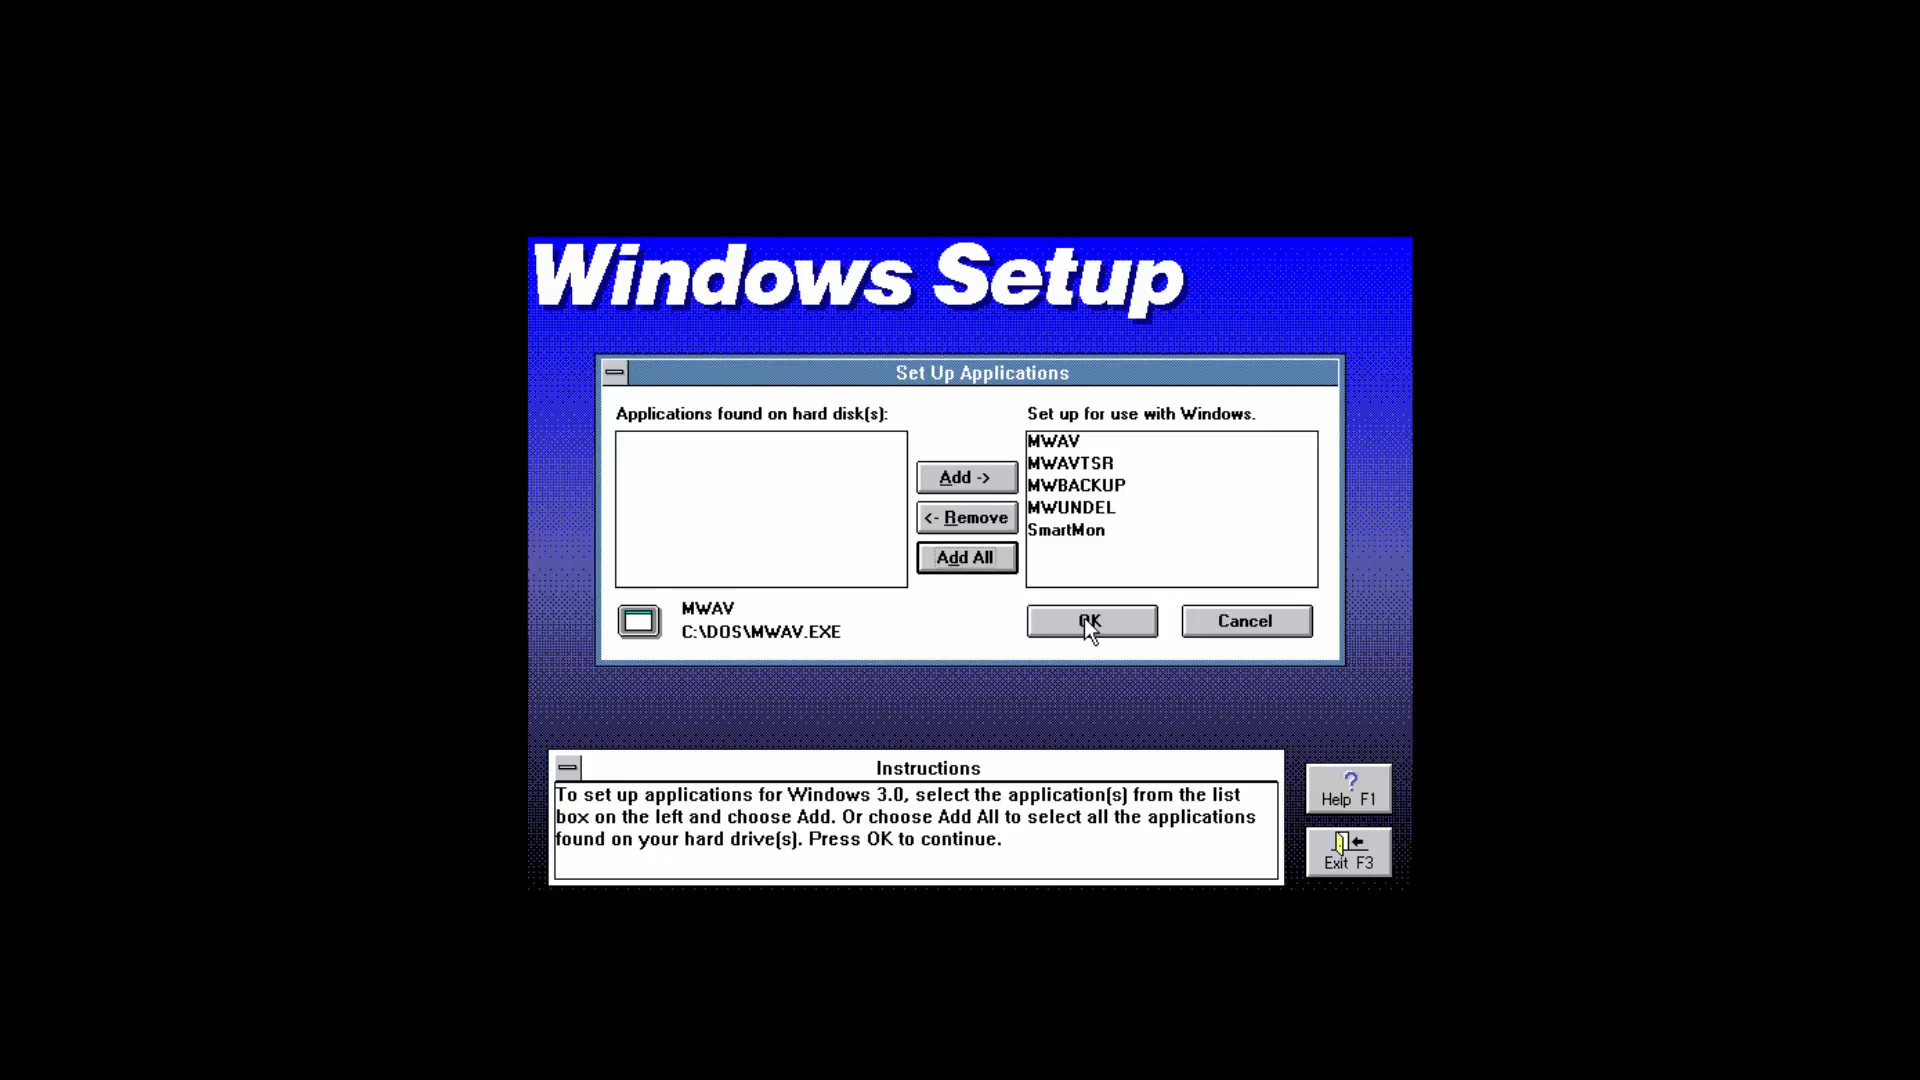 Windows Setup
Set Up Applications
Applications found on hard disk(s):
Set up for use with Windows.
MWAV
MWAVTSR
MWBACKUP
MWUNDEL
SmartMon
Add ->
<- Remove
Add All
MWAV
C:\DOS\MWAV.EXE
OK
Cancel
Instructions
To set up applications for Windows 3.0, select the application(s) from the list
box on the left and choose Add. Or choose Add All to select all the applications
found on your hard drive(s). Press OK to continue.
?
Help F1
Exit F3